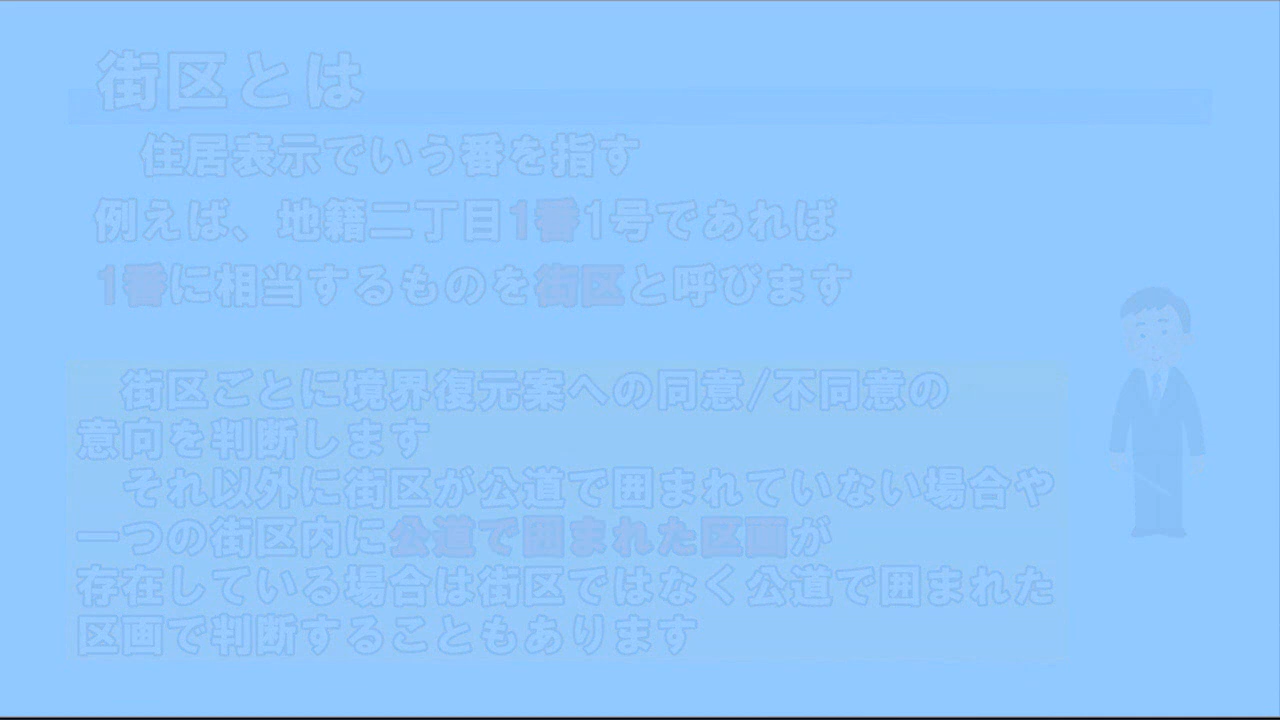 街区とは
住居表示でいう番を指す
例えば、地籍二丁目1番1号であれば
1番に相当するものを街区と呼びます
街区ごとに境界復元案への同意/不同意の
意向を判断します
それ以外に街区が公道で囲まれていない場合や
一つの街区内に公道で囲まれた区画が
存在している場合は街区ではなく公道で囲まれた
区画で判断することもあります